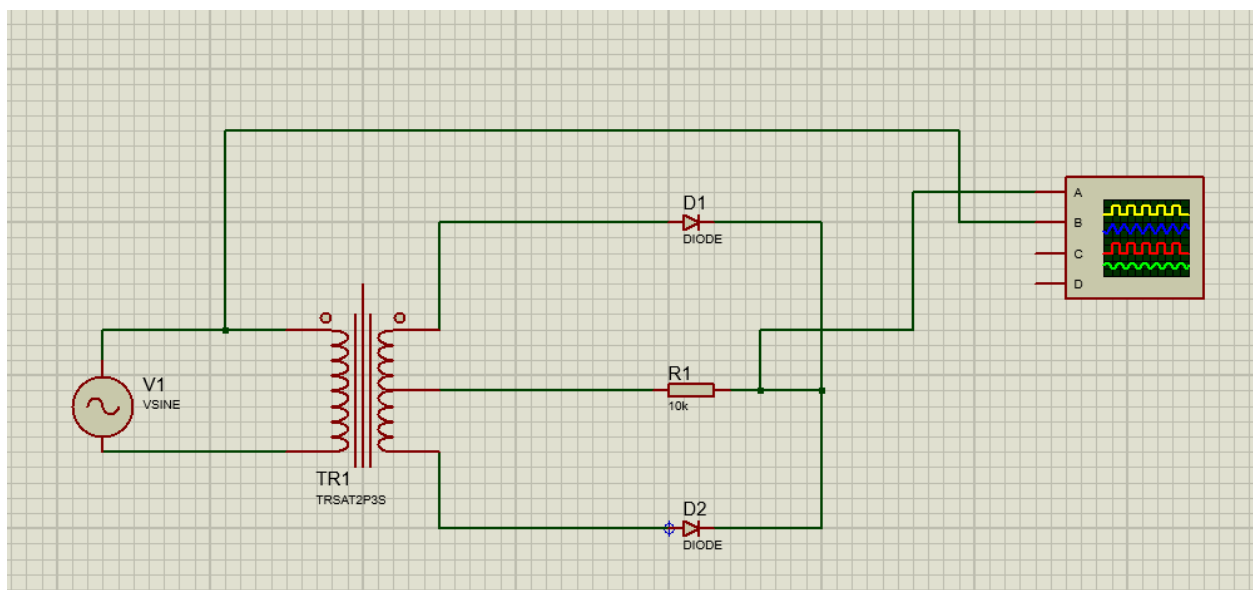 D1
DIODE
A
B
C
D
V1
VSINE
R1
10k
TR1
TRSAT2P3S
D2
DIODE